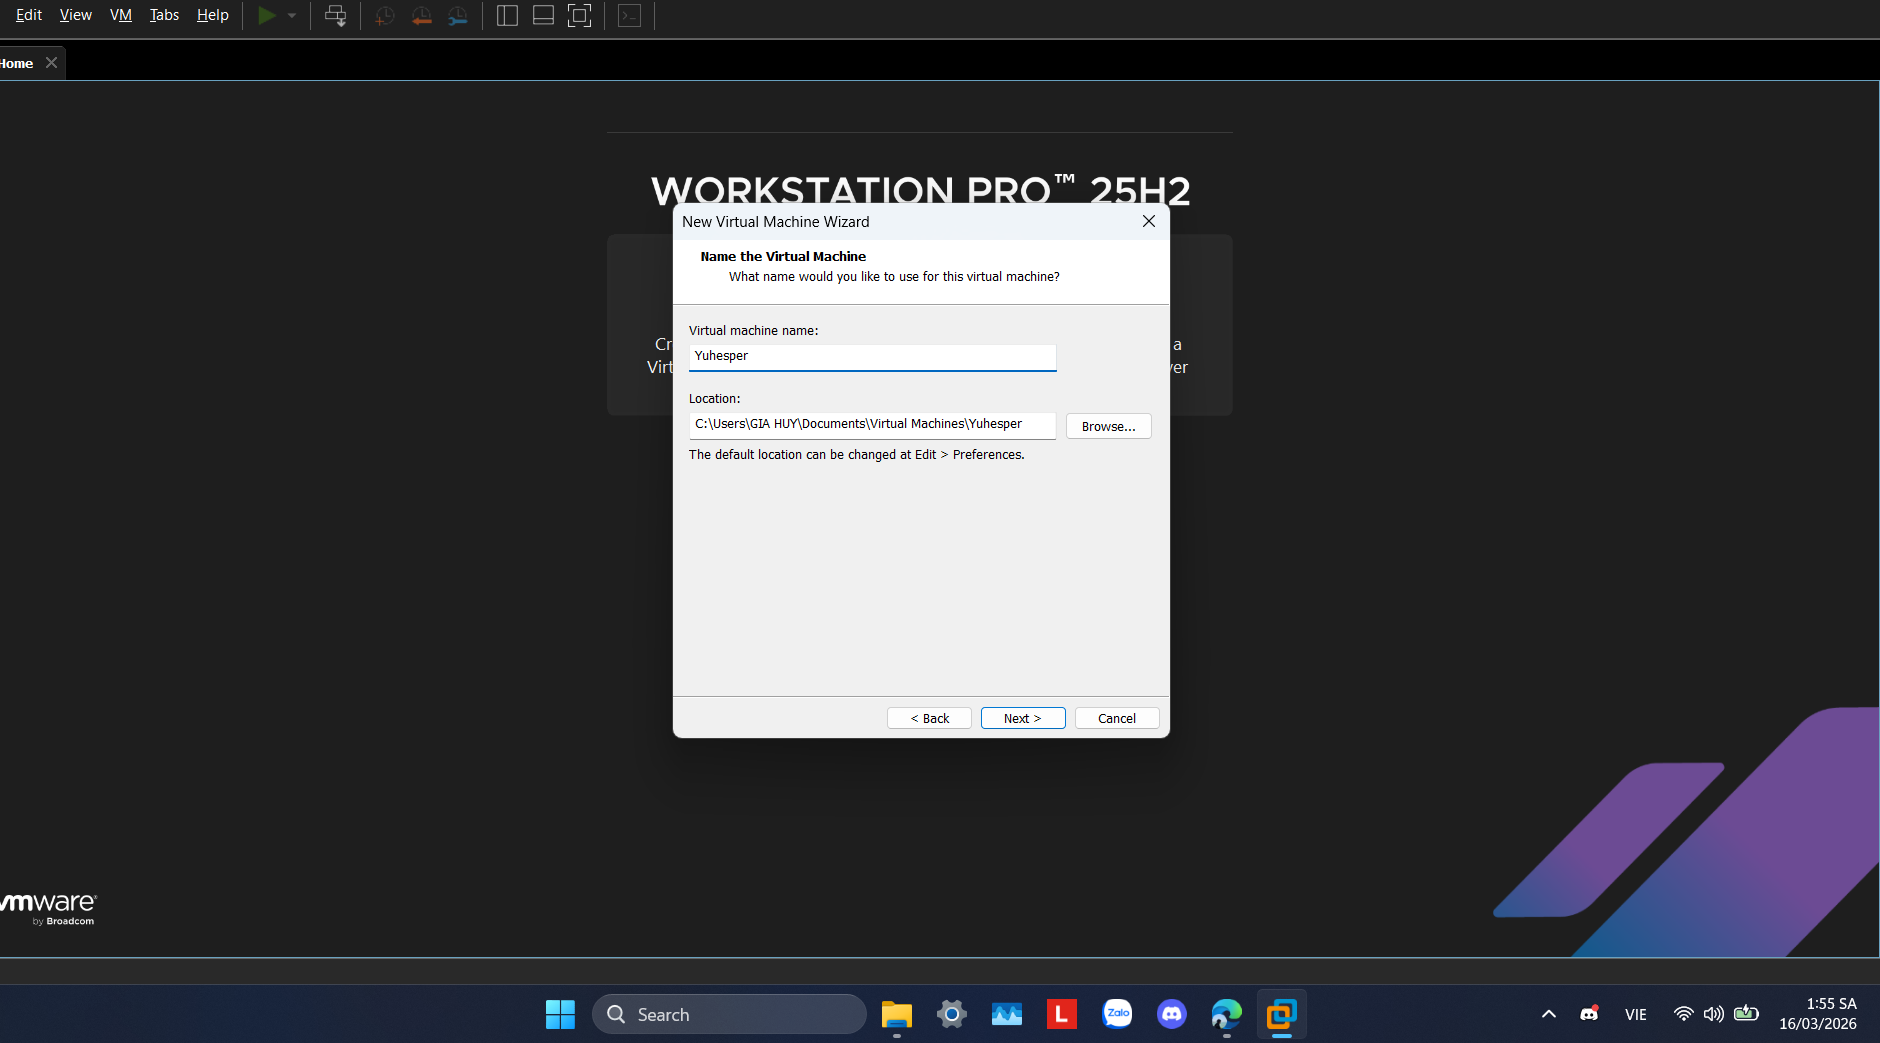 Edit View VM Tabs Help
Home
WORKSTATION PRO™ 25H2
New Virtual Machine Wizard
Name the Virtual Machine
What name would you like to use for this virtual machine?
Virtual machine name:
Yuhesper
Cr
a
Virt
ver
Location:
C:\Users\GIA HUY\Documents\Virtual Machines\Yuhesper
Browse...
The default location can be changed at Edit > Preferences.
< Back
Next >
Cancel
vmware
by Broadcom
Search
L
Zalo
VIE
1:55 SA
16/03/2026